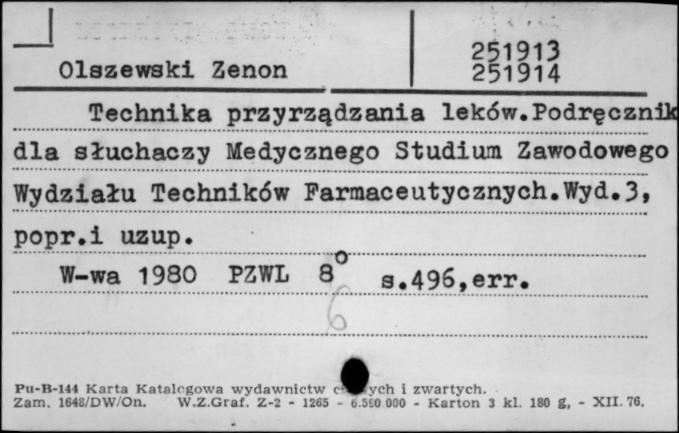 251913
Olszewski Zenon 251914
Technika przyrządzania leków.Podręcznik
dla słuchaczy Medycznego Studium Zawodowego
Wydziału Techników Farmaceutycznych.Wyd.3,
popr.i uzup.
W-wa 1980 PZWL 8° s.496,err.
6
Pu-B-144 Karta Katalogowa wydawnictw ych i zwartych.
Zam. 1648/DW/On. W.Z.Graf. Z-2 - 1265 - 6.590 000 - Karton 3 kl. 180 g, - XII. 76.